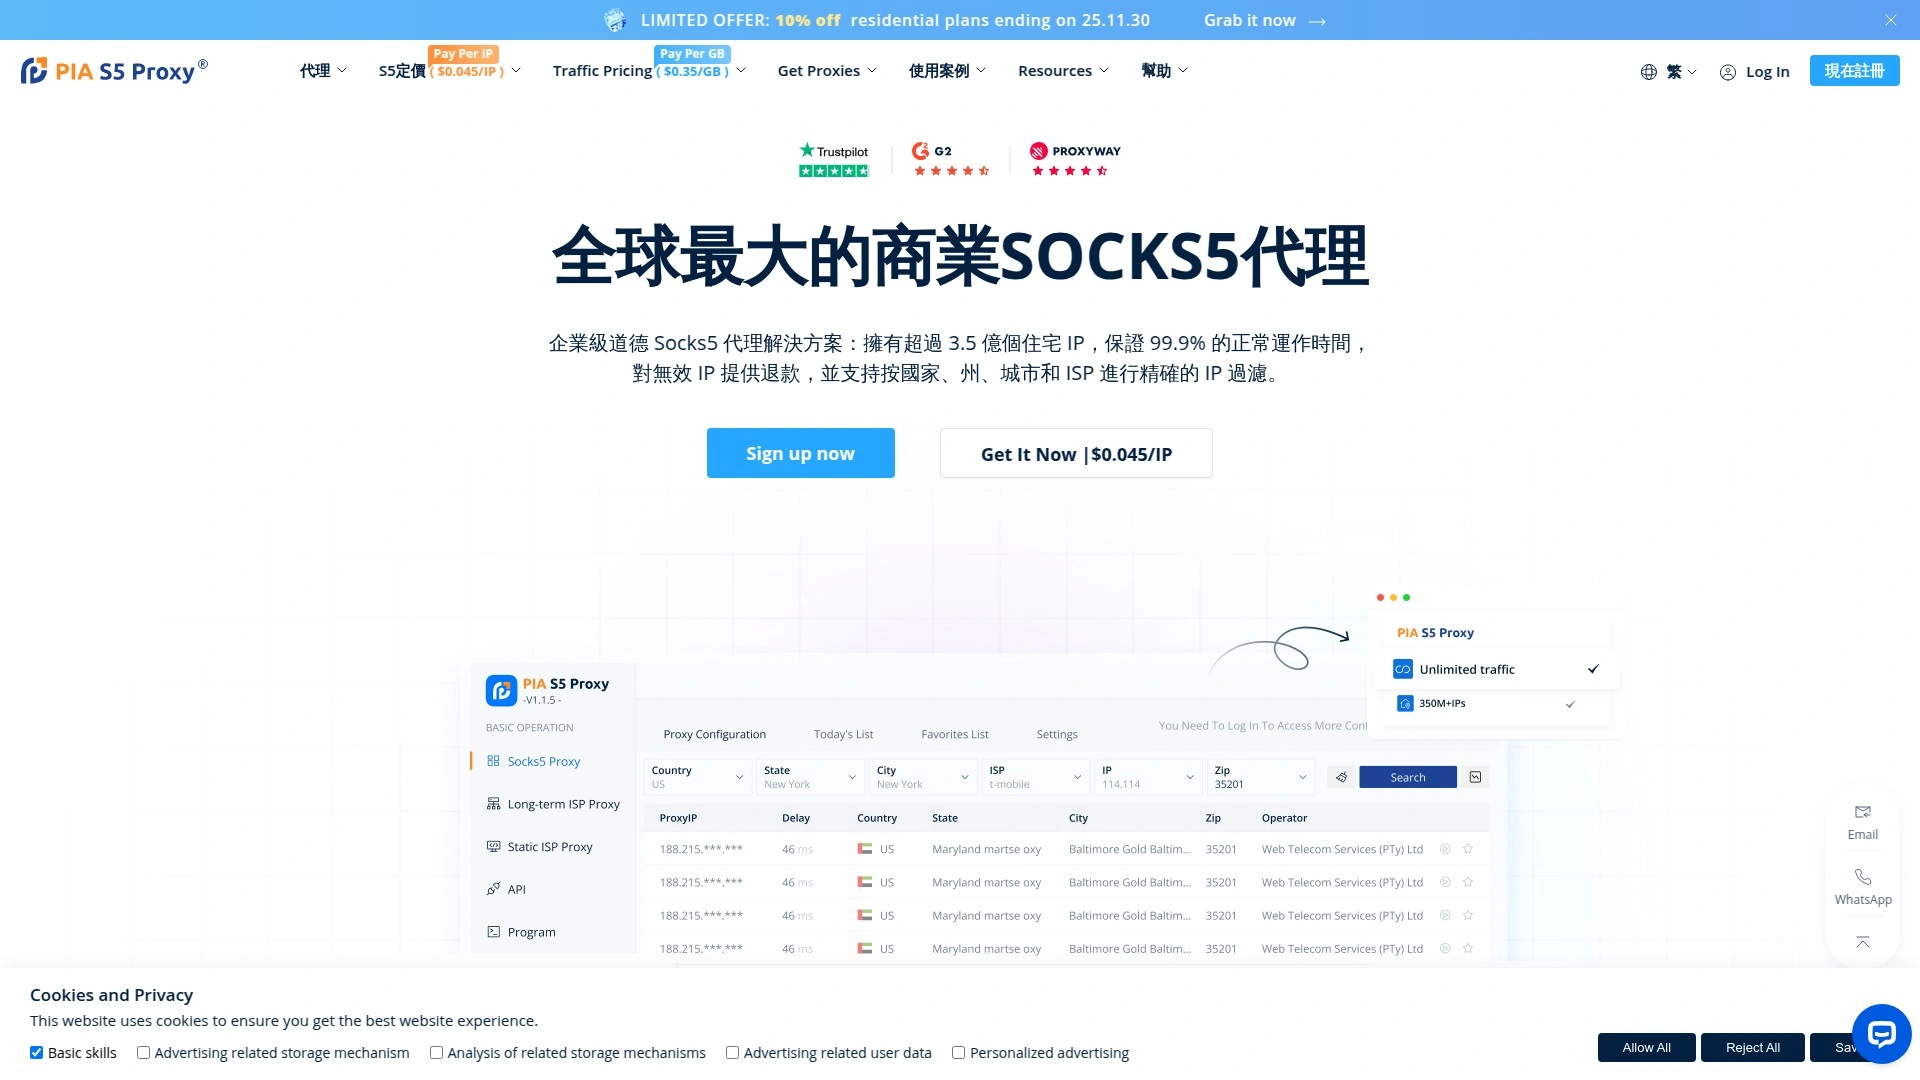 LIMITED OFFER: 10% off residential plans ending on 25.11.30 Grab it now
PIA S5 Proxy ®
代理
S5定價 ( $0.045/IP )
Pay Per IP
Traffic Pricing ( $0.35/GB )
Pay Per GB
Get Proxies
使用案例
Resources
幫助
繁
Log In
現在註冊
Trustpilot
G2
PROXYWAY
全球最大的商業SOCKS5代理
企業級道德 Socks5 代理解決方案：擁有超過 3.5 億個住宅 IP，保證 99.9% 的正常運作時間，
對無效 IP 提供退款，並支持按國家、州、城市和 ISP 進行精確的 IP 過濾。
Sign up now
Get It Now |$0.045/IP
PIA S5 Proxy
Unlimited traffic
350M+IPs
PIA S5 Proxy
-V1.1.5 -
BASIC OPERATION
Socks5 Proxy
Long-term ISP Proxy
Static ISP Proxy
API
Program
You Need To Log In To Access More Cont
Proxy Configuration Today's List Favorites List Settings
Country State City ISP IP Zip
US New York New York t-mobile 114.114 35201
Search
ProxyIP Delay Country State City Zip Operator
188.215.***.*** 46 ms US Maryland martse oxy Baltimore Gold Baltim... 35201 Web Telecom Services (PTy) Ltd
188.215.***.*** 46 ms US Maryland martse oxy Baltimore Gold Baltim... 35201 Web Telecom Services (PTy) Ltd
188.215.***.*** 46 ms US Maryland martse oxy Baltimore Gold Baltim... 35201 Web Telecom Services (PTy) Ltd
188.215.***.*** 46 ms US Maryland martse oxy Baltimore Gold Baltim... 35201 Web Telecom Services (PTy) Ltd
Email
WhatsApp
Cookies and Privacy
This website uses cookies to ensure you get the best website experience.
Basic skills Advertising related storage mechanism Analysis of related storage mechanisms Advertising related user data Personalized advertising
Allow All
Reject All
Sav